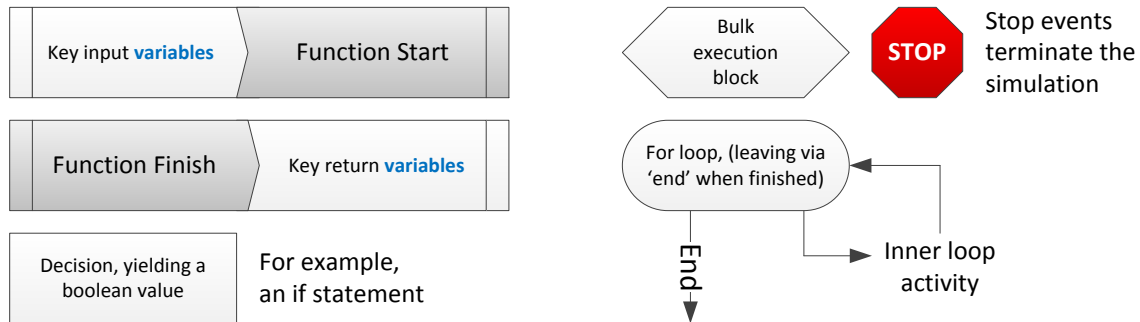 Key input variables
Function Start
Bulk
execution
block
STOP
Stop events
terminate the
simulation
Function Finish
Key return variables
For loop, (leaving via
‘end’ when finished)
Decision, yielding a
boolean value
For example,
an if statement
End
Inner loop
activity